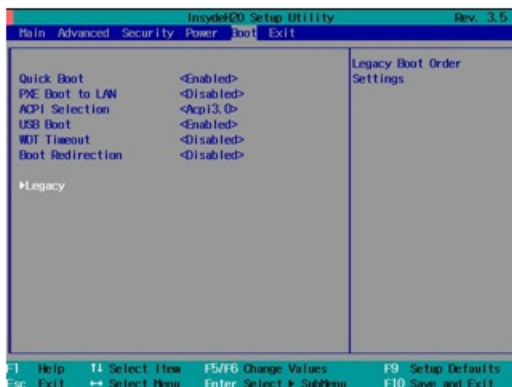 InsydeH20 Setup Utility Rev. 3.5
Main Advanced Security Power Boot Exit
Legacy Boot Order
Settings
Quick Boot <Enabled>
PXE Boot to LAN <Disabled>
ACPI Selection <Acpi3.0>
USB Boot <Enabled>
WDT Timeout <Disabled>
Boot Redirection <Disabled>
▶Legacy
F1 Help ↑↓ Select Item F5/F6 Change Values F9 Setup Defaults
Esc Exit ↔ Select Menu Enter Select ▶ SubMenu F10 Save and Exit